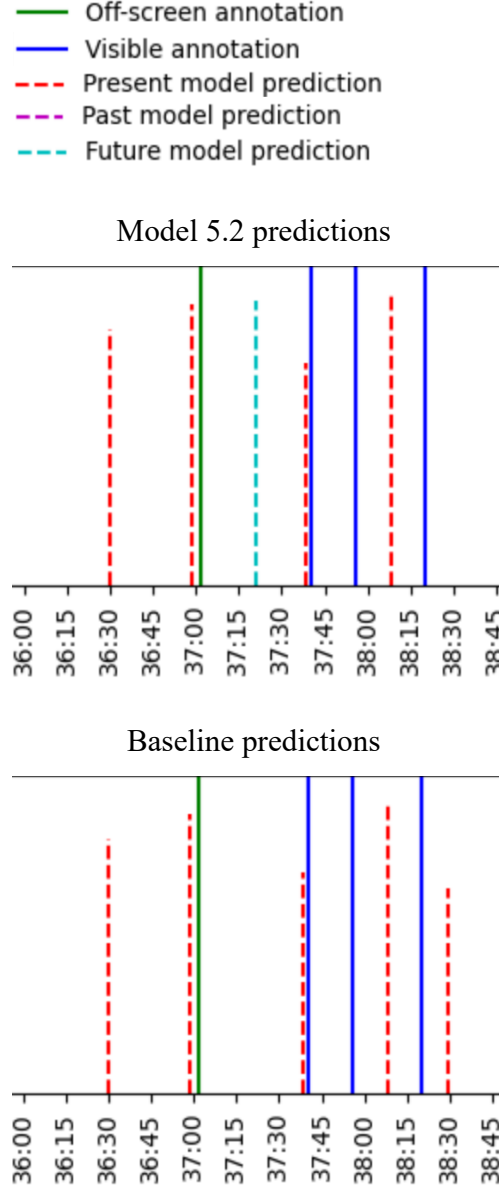 Off-screen annotation
Visible annotation
Present model prediction
Past model prediction
Future model prediction
Model 5.2 predictions
36:00 36:15 36:30 36:45 37:00 37:15 37:30 37:45 38:00 38:15 38:30 38:45
Baseline predictions
36:00 36:15 36:30 36:45 37:00 37:15 37:30 37:45 38:00 38:15 38:30 38:45